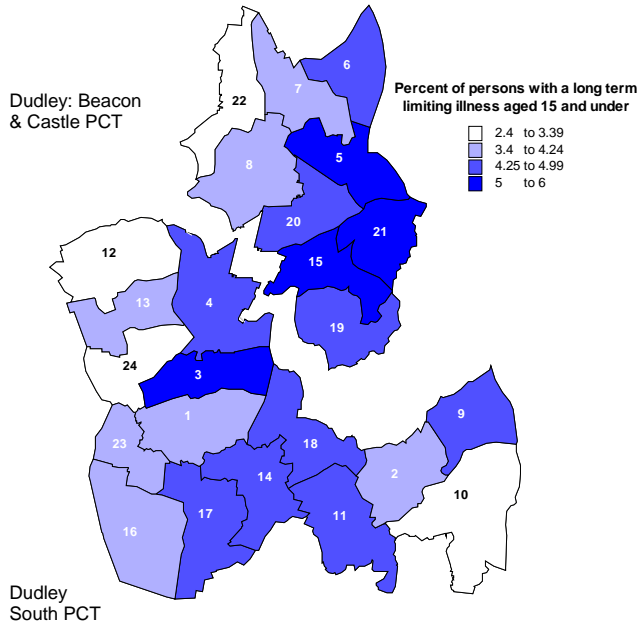 6
7
Percent of persons with a long term
limiting illness aged 15 and under
Dudley: Beacon
& Castle PCT
22
2.4 to 3.39
3.4 to 4.24
4.25 to 4.99
5 to 6
5
8
20
21
12
15
13
4
19
24
3
1
9
23
18
2
14
10
17
11
16
Dudley
South PCT